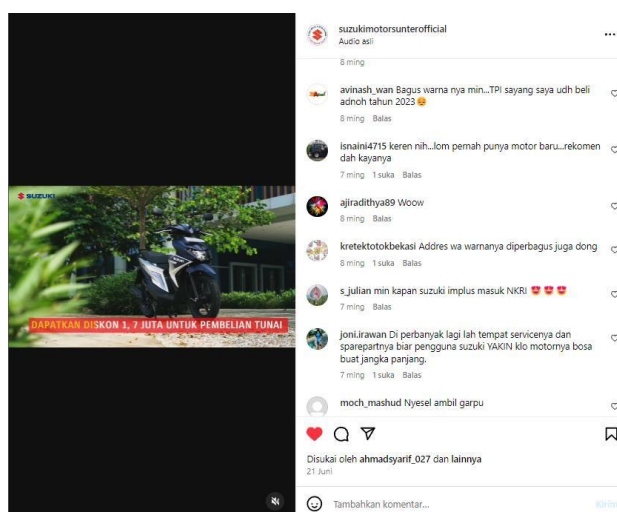 SUZUKI
DAPATKAN DISKON 1, 7 JUTA UNTUK PEMBELIAN TUNAI
suzukimotorsunterofficial
Audio asli
8 ming
avinash_wan Bagus warna nya min...TPI sayang saya udh beli
adnoh tahun 2023
8 ming Balas
isnaini4715 keren nih...lom pernah punya motor baru...rekomen
dah kayanya
7 ming 1 suka Balas
ajiradithya89 Woow
8 ming Balas
kretektotokbekasi Addres wa warnanya diperbagus juga dong
8 ming 1 suka Balas
s_julian min kapan suzuki implus masuk NKRI 😍 😍 😍
7 ming Balas
joni.irawan Di perbanyak lagi lah tempat servicenya dan
sparepartnya biar pengguna suzuki YAKIN klo motornya bosa
buat jangka panjang.
7 ming 1 suka Balas
moch_mashud Nyesel ambil garpu
Disukai oleh ahmadsyarif_027 dan lainnya
21 Juni
Tambahkan komentar...
Kirim